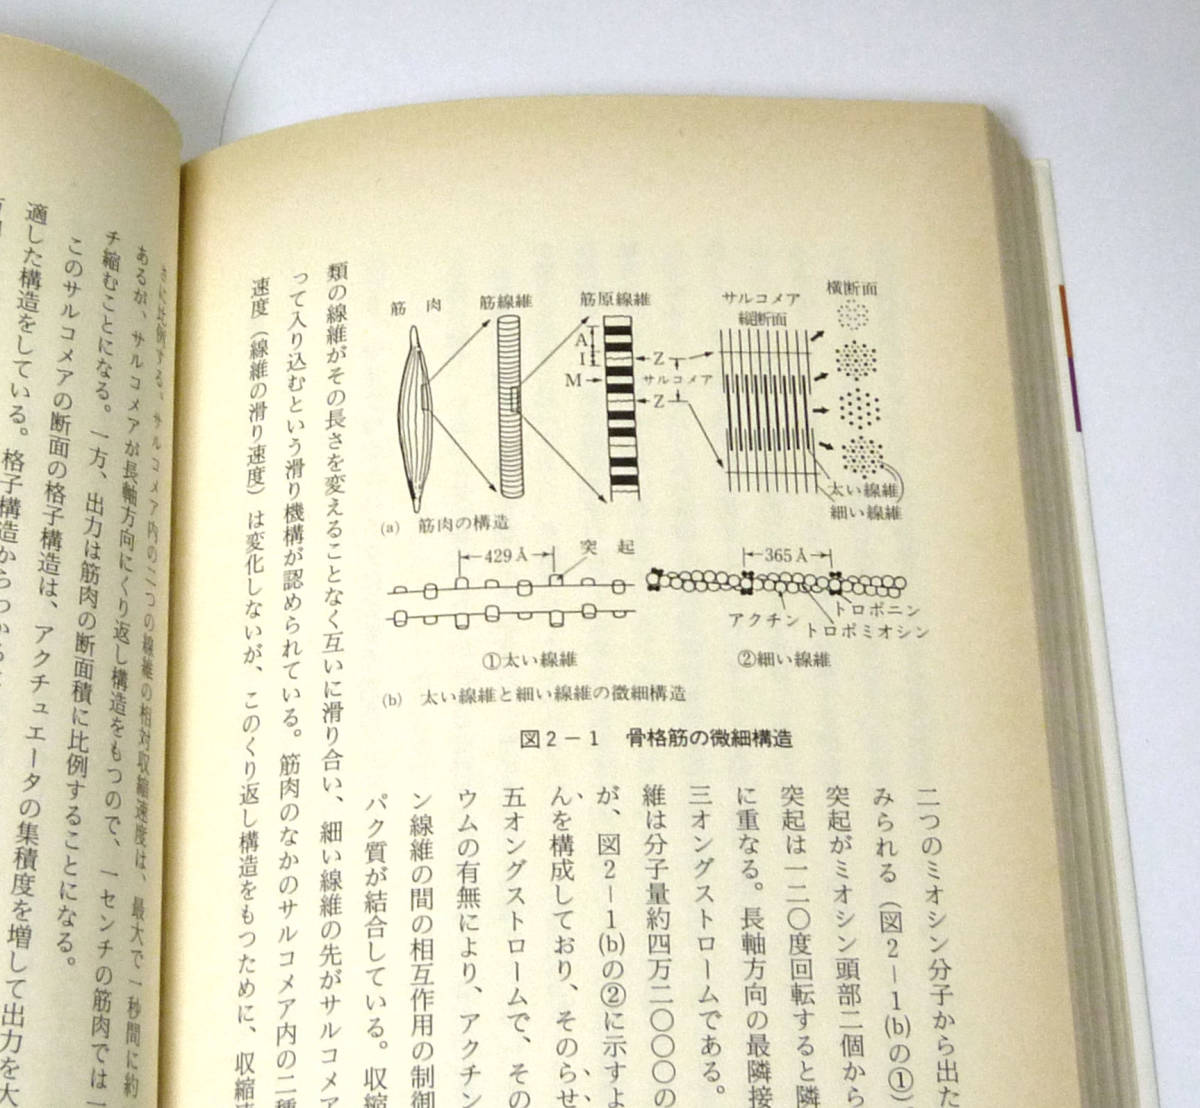 筋肉
筋線維
筋原線維
サルコメア
縦断面
横断面
A
I
M
Z
サルコメア
Z
太い線維
細い線維
(a) 筋肉の構造
429Å
突起
365Å
アクチン
トロポニン
トロポミオシン
①太い線維
②細い線維
(b) 太い線維と細い線維の微細構造
図2-1 骨格筋の微細構造
二つのミオシン分子から出た
みられる(図2-1(b)の①)
突起がミオシン頭部二個から
突起は一二〇度回転すると隣
に重なる。長軸方向の最隣接
三オングストロームである。
維は分子量約四万二〇〇〇の
が、図2-1(b)の②に示すよ
んを構成しており、そのらせ
五オングストロームで、その
ウムの有無により、アクチン
ン線維の間の相互作用の制御
パク質が結合している。収縮
類の線維がその長さを変えることなく互いに滑り合い、細い線維の先がサルコメア
って入り込むという滑り機構が認められている。筋肉のなかのサルコメア内の二種
速度(線維の滑り速度)は変化しないが、このくり返し構造をもつために、収縮速
さに比例する。サルコメア内の二つの線維の相対収縮速度は、最大で一秒間に約
あるが、サルコメアが長軸方向にくり返し構造をもつので、一センチの筋肉では一
チ縮むことになる。一方、出力は筋肉の断面積に比例することになる。
このサルコメアの断面の格子構造は、アクチュエータの集積度を増して出力を大
適した構造をしている。格子構造からわかる